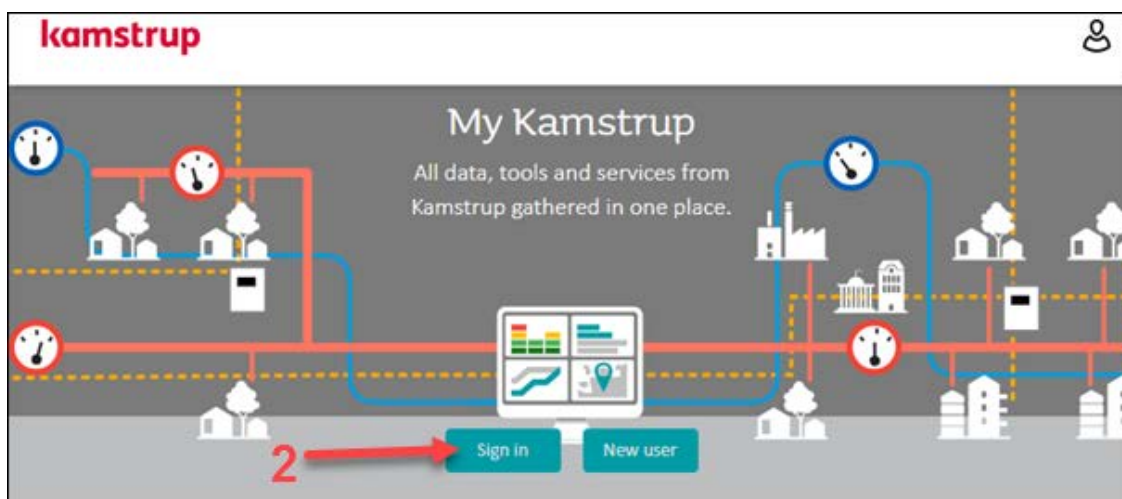 kamstrup
My Kamstrup
All data, tools and services from
Kamstrup gathered in one place.
2
Sign in
New user